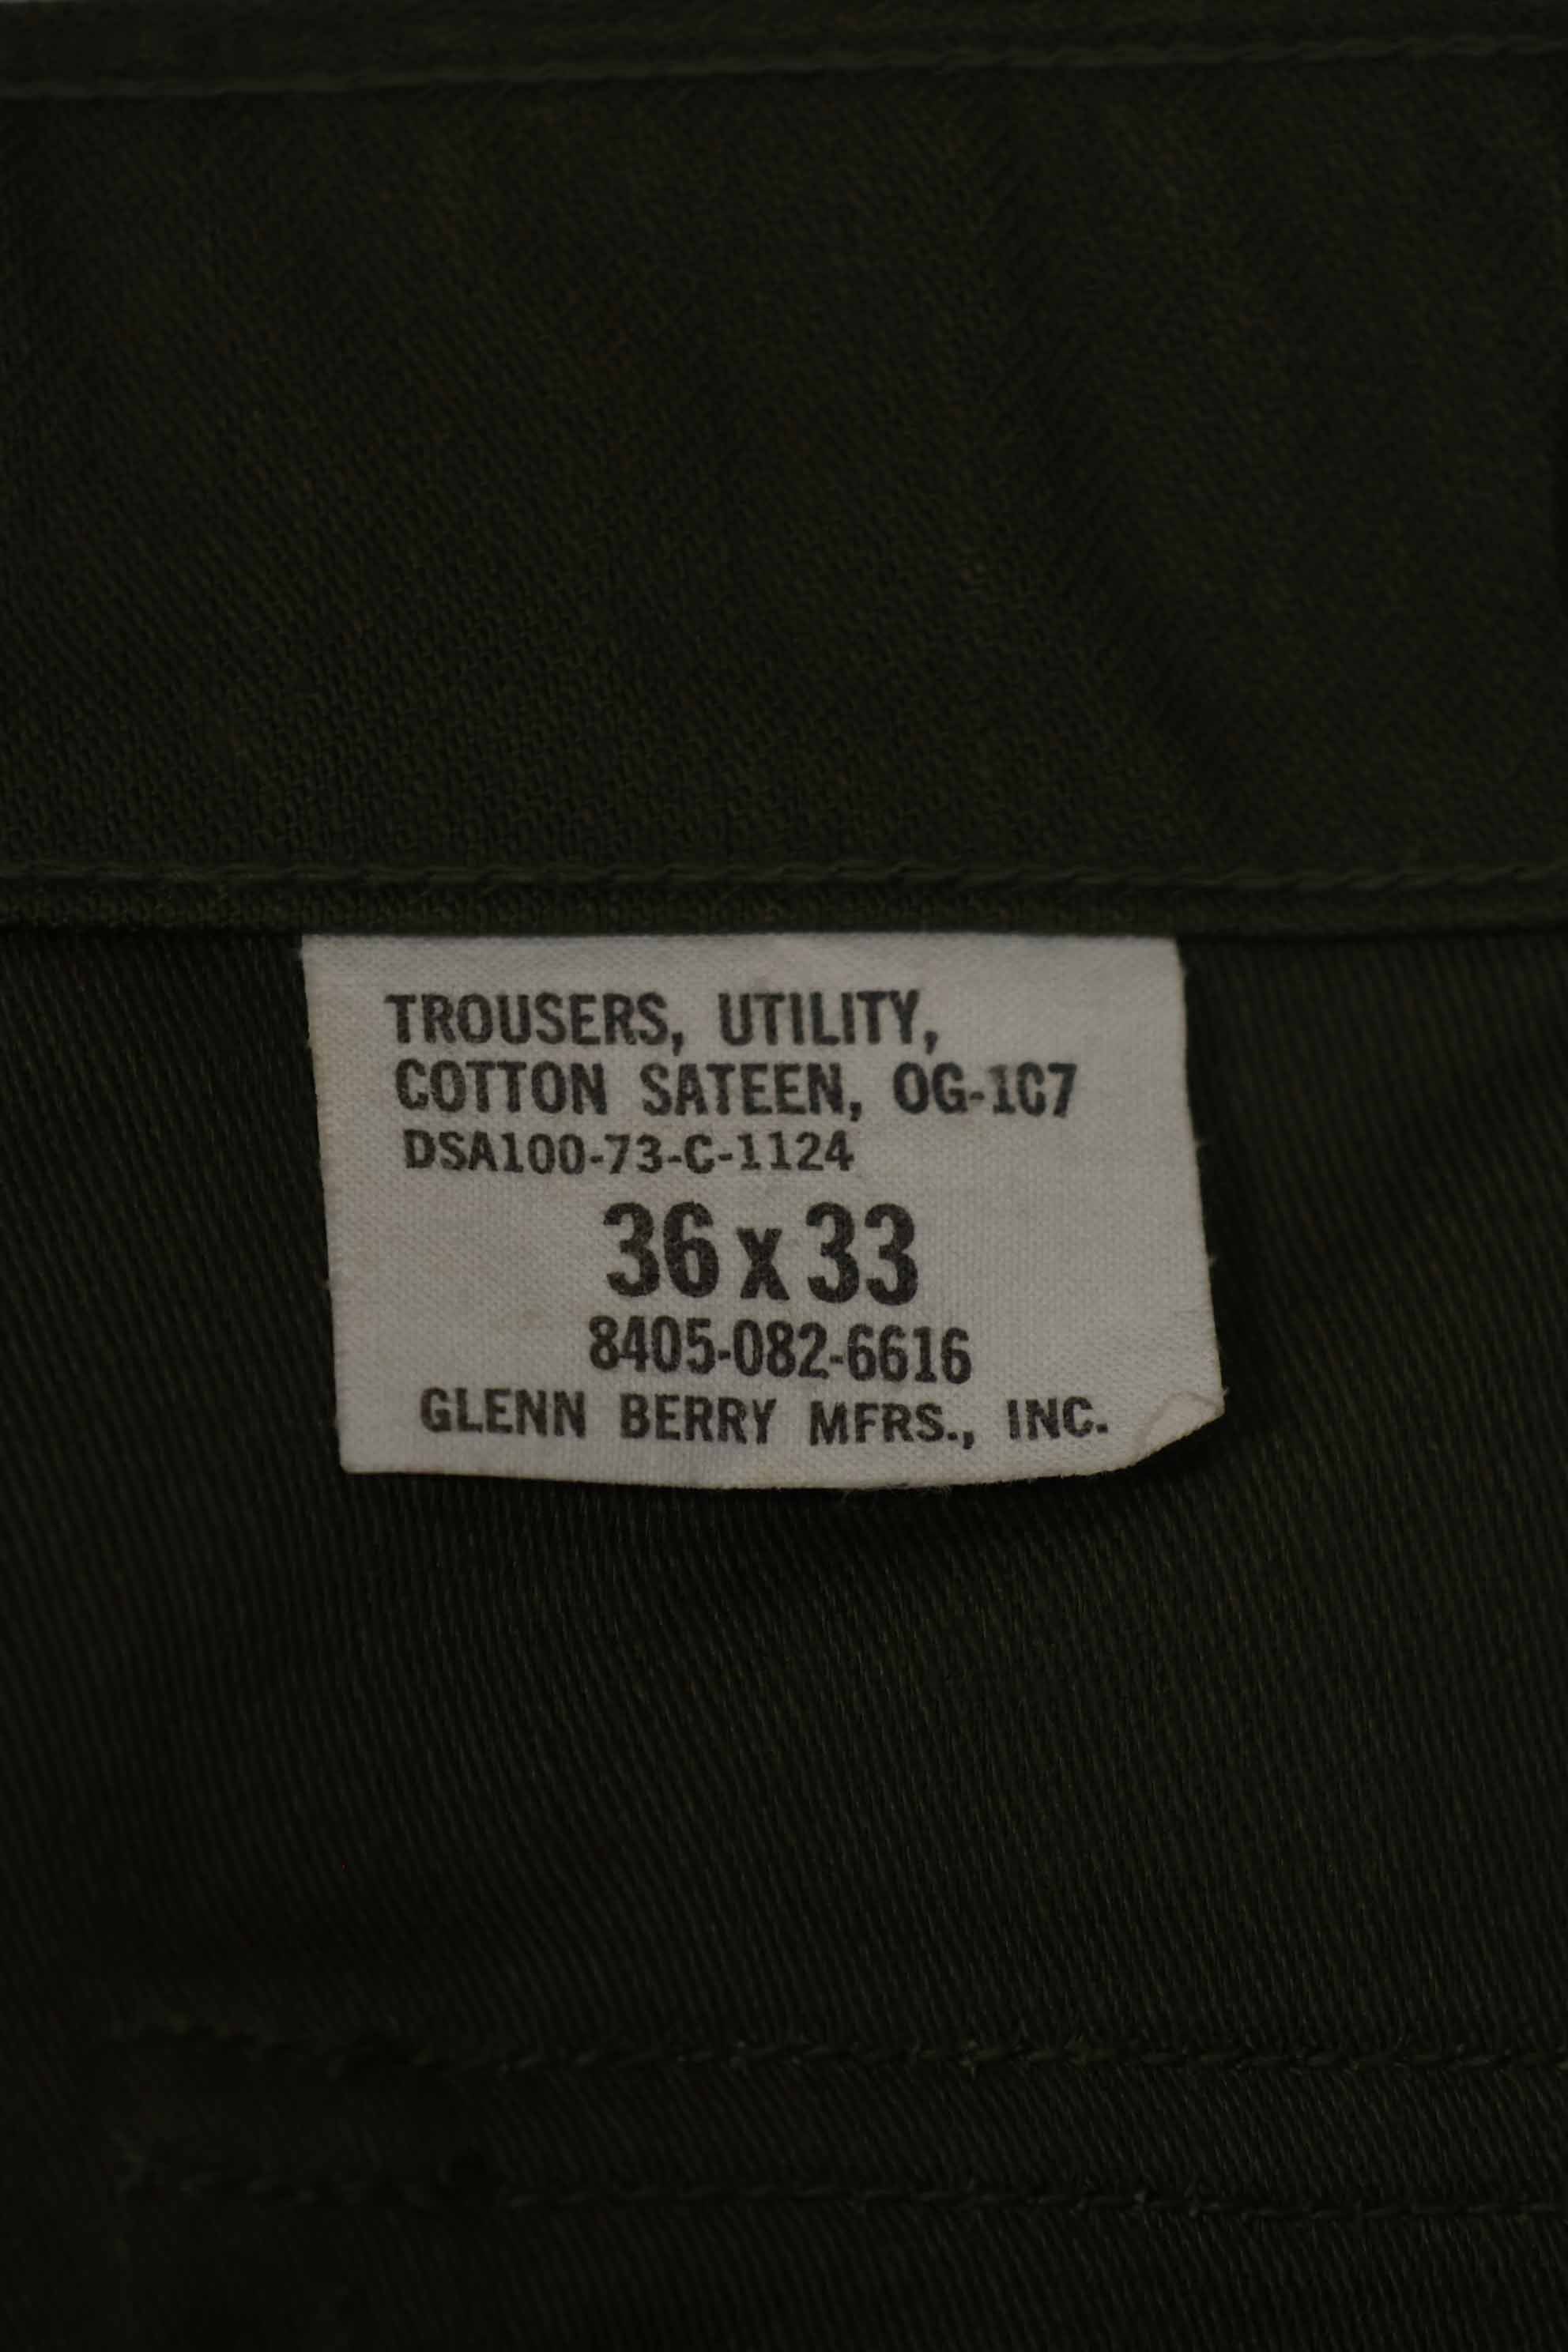 TROUSERS, UTILITY,
COTTON SATEEN, OG-107
DSA100-73-C-1124
36 x 33
8405-082-6616
GLENN BERRY MFRS., INC.